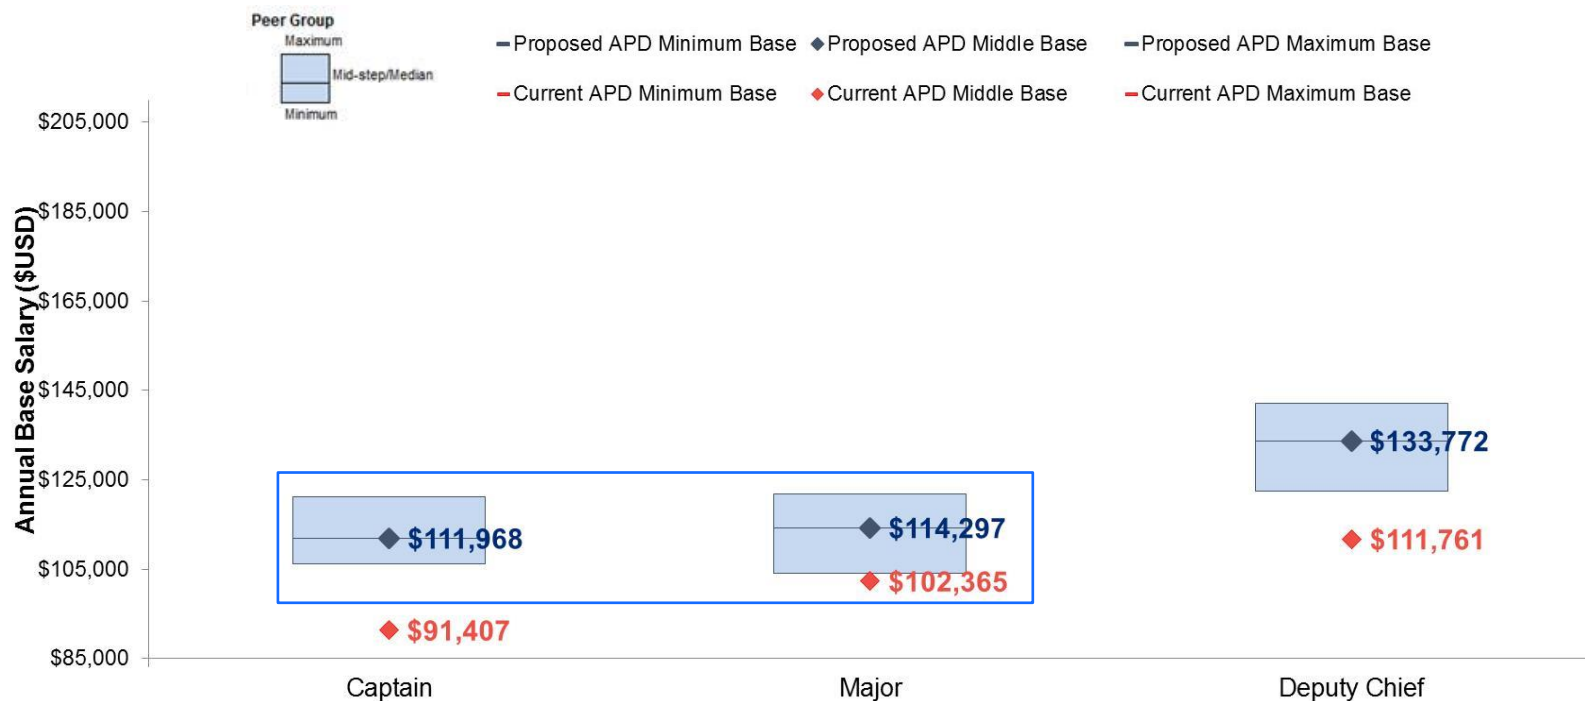 Peer Group
Maximum
Mid-step/Median
Minimum
Proposed APD Minimum Base
Proposed APD Middle Base
Proposed APD Maximum Base
Current APD Minimum Base
Current APD Middle Base
Current APD Maximum Base
Annual Base Salary ($USD)
$205,000
$185,000
$165,000
$145,000
$125,000
$105,000
$85,000
$111,968
$91,407
$114,297
$102,365
$133,772
$111,761
Captain
Major
Deputy Chief